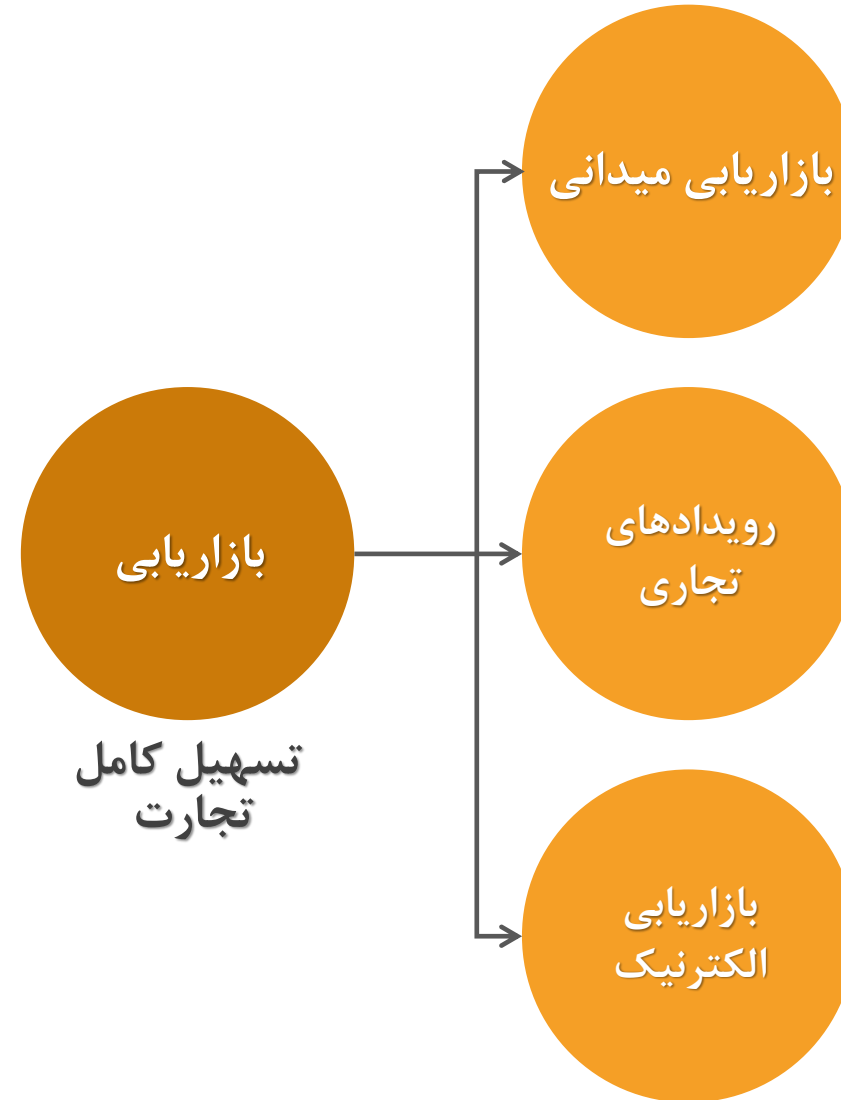 بازاریابی میدانی
رویدادهای
تجاری
بازاریابی
تسهیل کامل
تجارت
بازاریابی
الکترنیک